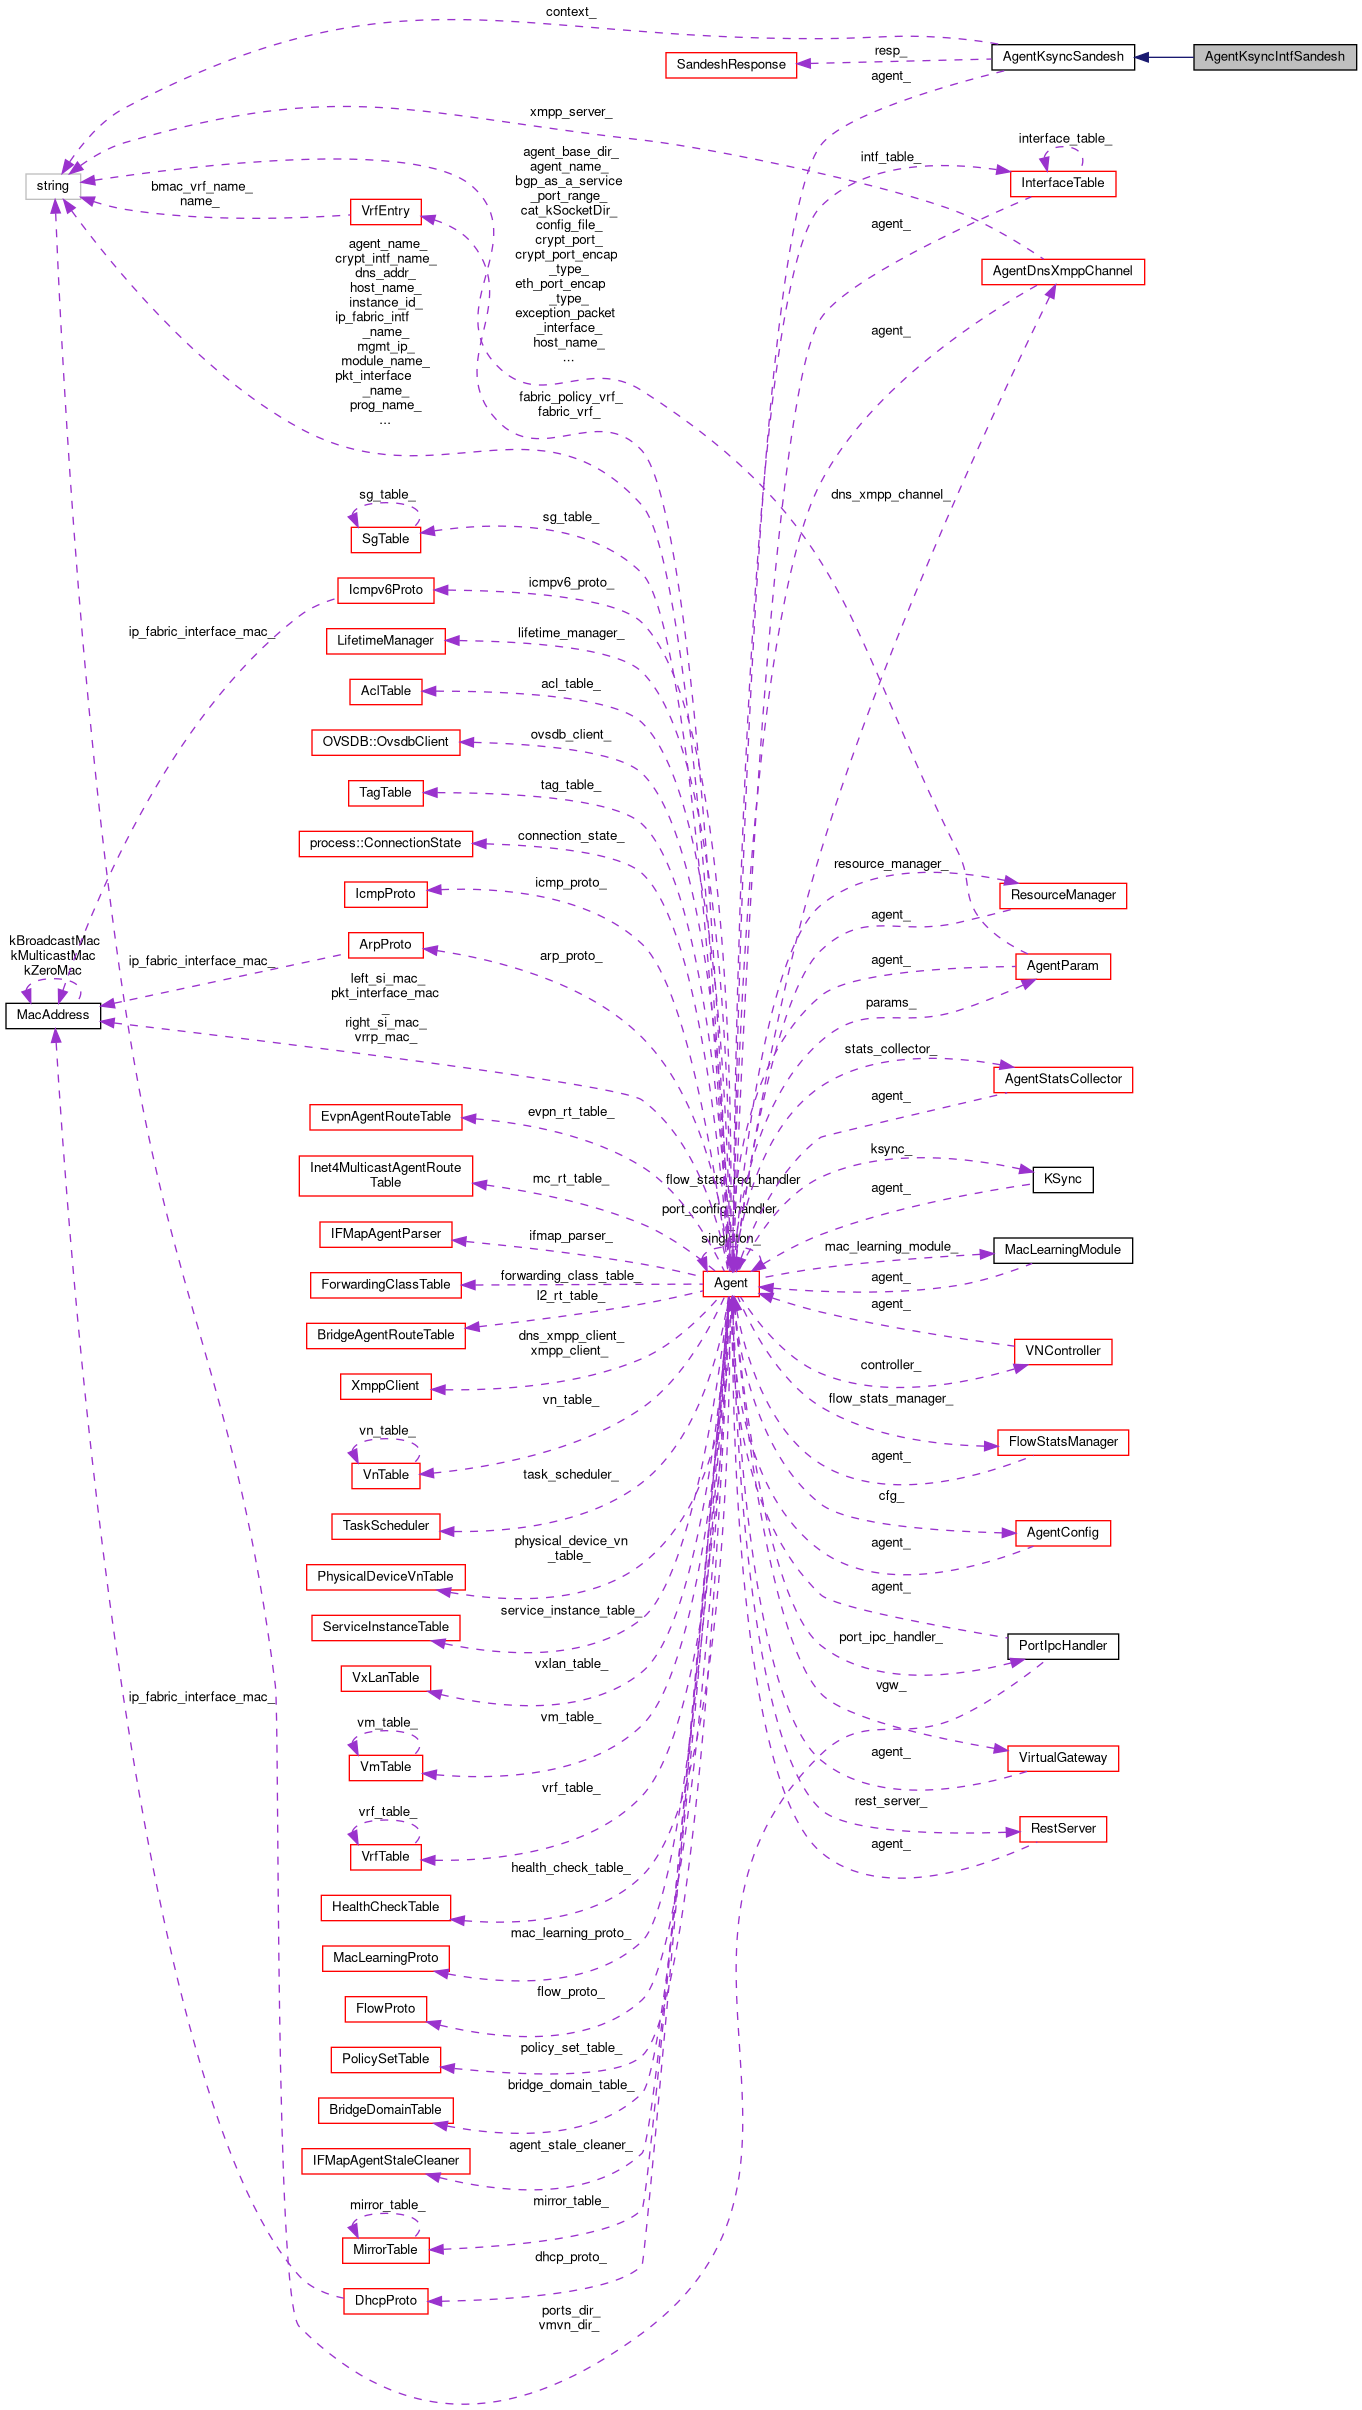 context_
resp_
AgentKsyncSandesh
AgentKsyncIntfSandesh
SandeshResponse
agent_
xmpp_server_
interface_table_
agent_base_dir_
agent_name_
bgp_as_a_service
_port_range_
cat_kSocketDir_
config_file_
crypt_port_
crypt_port_encap
_type_
eth_port_encap
_type_
exception_packet
_interface_
host_name_
...
intf_table_
InterfaceTable
string
bmac_vrf_name_
name_
VrfEntry
agent_
agent_name_
crypt_intf_name_
dns_addr_
host_name_
instance_id_
ip_fabric_intf
_name_
mgmt_ip_
module_name_
pkt_interface
_name_
prog_name_
...
AgentDnsXmppChannel
agent_
fabric_policy_vrf_
fabric_vrf_
dns_xmpp_channel_
sg_table_
sg_table_
SgTable
icmpv6_proto_
Icmpv6Proto
ip_fabric_interface_mac_
lifetime_manager_
LifetimeManager
acl_table_
AclTable
ovsdb_client_
OVSDB::OvsdbClient
tag_table_
TagTable
connection_state_
process::ConnectionState
icmp_proto_
IcmpProto
resource_manager_
ResourceManager
agent_
kBroadcastMac
kMulticastMac
kZeroMac
MacAddress
ArpProto
ip_fabric_interface_mac_
arp_proto_
agent_
AgentParam
params_
left_si_mac_
pkt_interface_mac
_
right_si_mac_
vrrp_mac_
stats_collector_
AgentStatsCollector
agent_
evpn_rt_table_
EvpnAgentRouteTable
ksync_
KSync
agent_
Inet4MulticastAgentRoute
Table
mc_rt_table_
flow_stats_req_handler
port_config_handler
_
singleton_
Agent
ifmap_parser_
IFMapAgentParser
mac_learning_module_
MacLearningModule
agent_
forwarding_class_table_
ForwardingClassTable
l2_rt_table_
BridgeAgentRouteTable
agent_
VNController
controller_
dns_xmpp_client_
xmpp_client_
XmppClient
vn_table_
vn_table_
VnTable
flow_stats_manager_
FlowStatsManager
agent_
task_scheduler_
TaskScheduler
cfg_
AgentConfig
agent_
physical_device_vn
_table_
PhysicalDeviceVnTable
agent_
service_instance_table_
ServiceInstanceTable
port_ipc_handler_
PortIpcHandler
vxlan_table_
VxLanTable
vgw_
ip_fabric_interface_mac_
vm_table_
vm_table_
VmTable
agent_
VirtualGateway
vrf_table_
vrf_table_
VrfTable
rest_server_
RestServer
agent_
health_check_table_
HealthCheckTable
mac_learning_proto_
MacLearningProto
flow_proto_
FlowProto
policy_set_table_
PolicySetTable
bridge_domain_table_
BridgeDomainTable
agent_stale_cleaner_
IFMapAgentStaleCleaner
mirror_table_
mirror_table_
MirrorTable
dhcp_proto_
DhcpProto
ports_dir_
vmvn_dir_